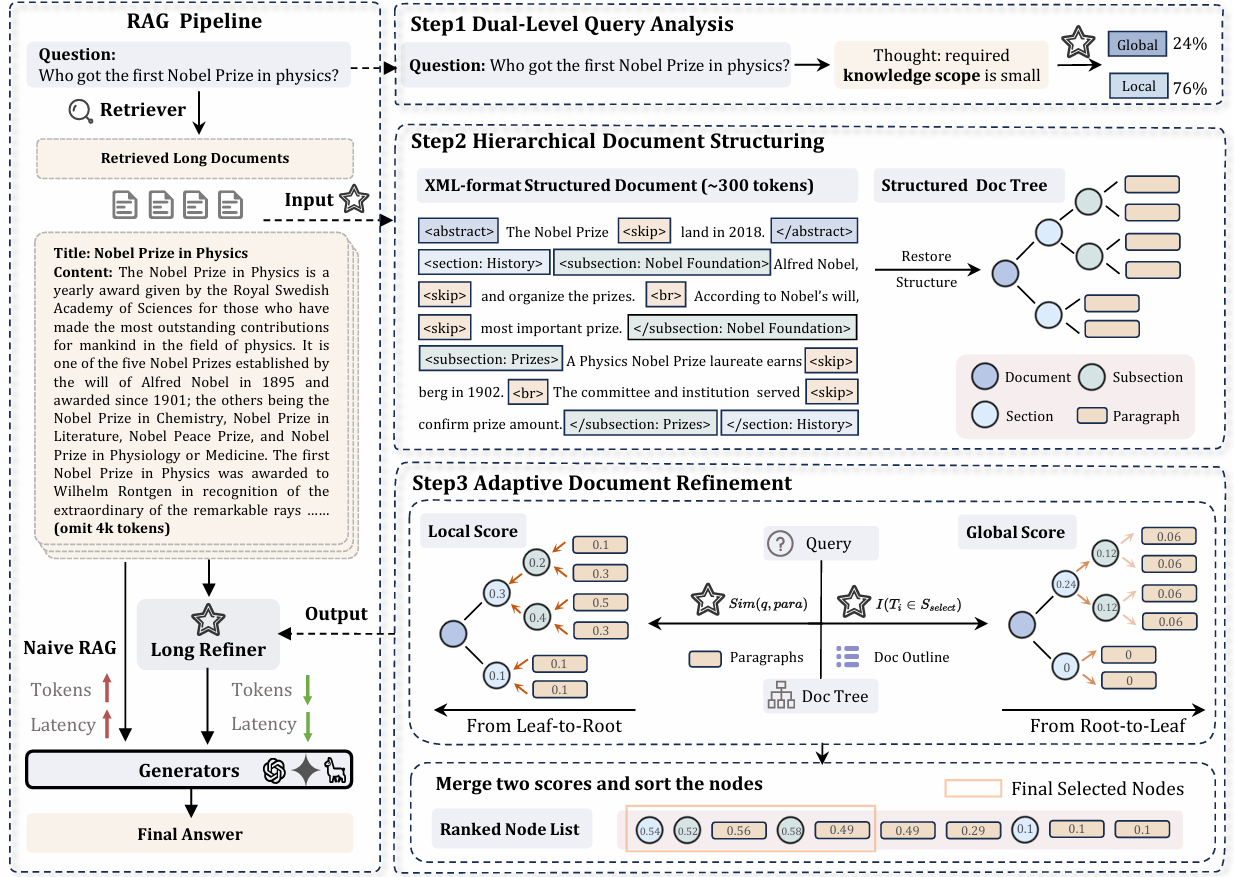 RAG Pipeline
Question:
Who got the first Nobel Prize in physics?
Retriever
Retrieved Long Documents
Input
Title: Nobel Prize in Physics
Content: The Nobel Prize in Physics is a
yearly award given by the Royal Swedish
Academy of Sciences for those who have
made the most outstanding contributions
for mankind in the field of physics. It is
one of the five Nobel Prizes established by
the will of Alfred Nobel in 1895 and
awarded since 1901; the others being the
Nobel Prize in Chemistry, Nobel Prize in
Literature, Nobel Peace Prize, and Nobel
Prize in Physiology or Medicine. The first
Nobel Prize in Physics was awarded to
Wilhelm Rontgen in recognition of the
extraordinary of the remarkable rays ......
(omit 4k tokens)
Naive RAG
Long Refiner
Output
Tokens
Latency
Tokens
Latency
Generators
Final Answer
Step1 Dual-Level Query Analysis
Question: Who got the first Nobel Prize in physics?
Thought: required
knowledge scope is small
Global 24%
Local 76%
Step2 Hierarchical Document Structuring
XML-format Structured Document (~300 tokens)
<abstract> The Nobel Prize <skip> land in 2018. </abstract>
<section: History> <subsection: Nobel Foundation> Alfred Nobel,
<skip> and organize the prizes. <br> According to Nobel's will,
<skip> most important prize. </subsection: Nobel Foundation>
<subsection: Prizes> A Physics Nobel Prize laureate earns <skip>
berg in 1902. <br> The committee and institution served <skip>
confirm prize amount. </subsection: Prizes> </section: History>
Structured Doc Tree
Restore
Structure
Document
Subsection
Section
Paragraph
Step3 Adaptive Document Refinement
Local Score
0.1
0.2
0.3
0.3
0.5
0.4
0.3
0.1
0.1
0.1
From Leaf-to-Root
Query
Sim(q, para)
I(T_i ∈ S_select)
Paragraphs
Doc Outline
Doc Tree
Global Score
0.06
0.12
0.06
0.24
0.06
0.12
0.06
0
0
0
From Root-to-Leaf
Merge two scores and sort the nodes
Final Selected Nodes
Ranked Node List
0.54 0.52 0.56 0.58 0.49 0.49 0.29 0.1 0.1 0.1